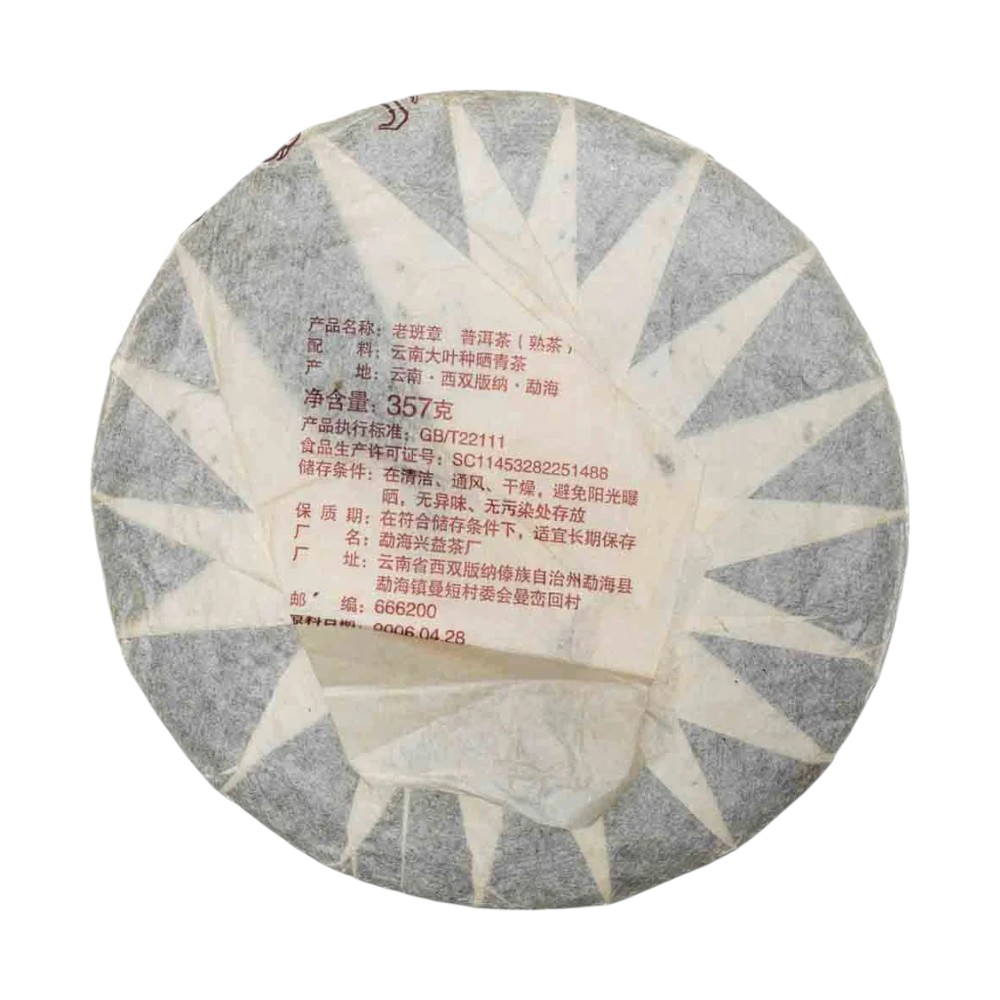 产品名称：老班章 普洱茶（熟茶）
配 料：云南大叶种晒青茶
产 地：云南·西双版纳·勐海
净含量：357克
产品执行标准：GB/T22111
食品生产许可证号：SC11453282251488
储存条件：在清洁、通风、干燥，避免阳光曝
晒，无异味、无污染处存放
保 质 期：在符合储存条件下，适宜长期保存
厂 名：勐海兴益茶厂
厂 址：云南省西双版纳傣族自治州勐海县
勐海镇曼短村委会曼峦回村
邮 编：666200
原料日期：2006.04.28